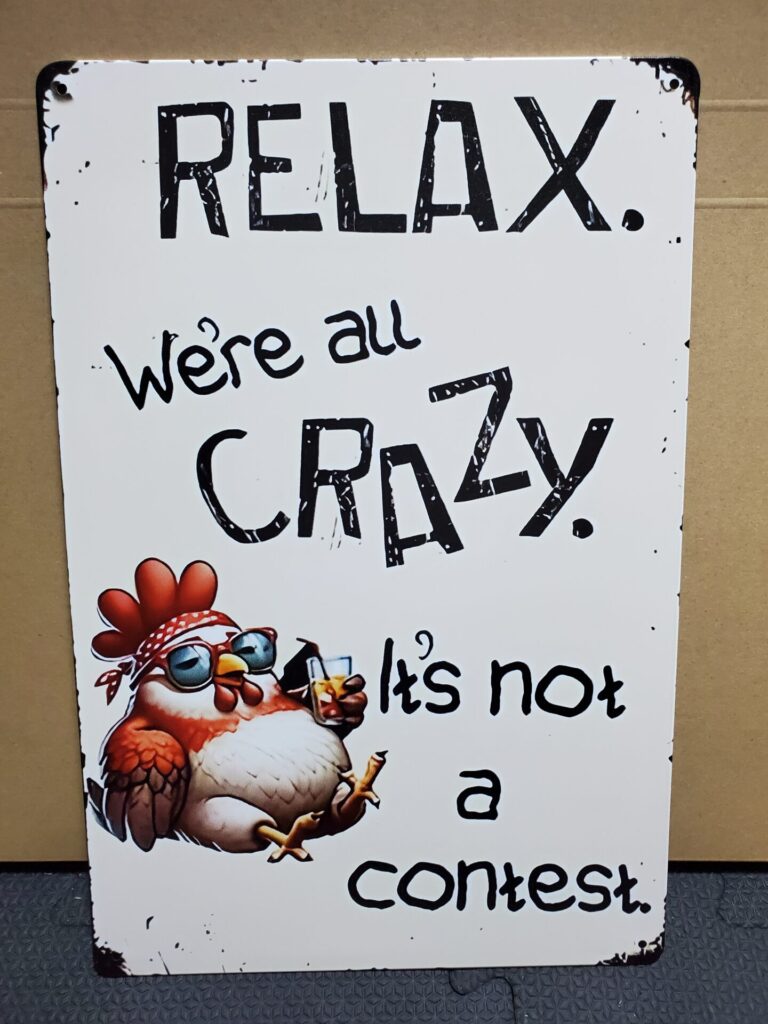 RELAX.
We're all
CRAZY.
It's not
a
contest.